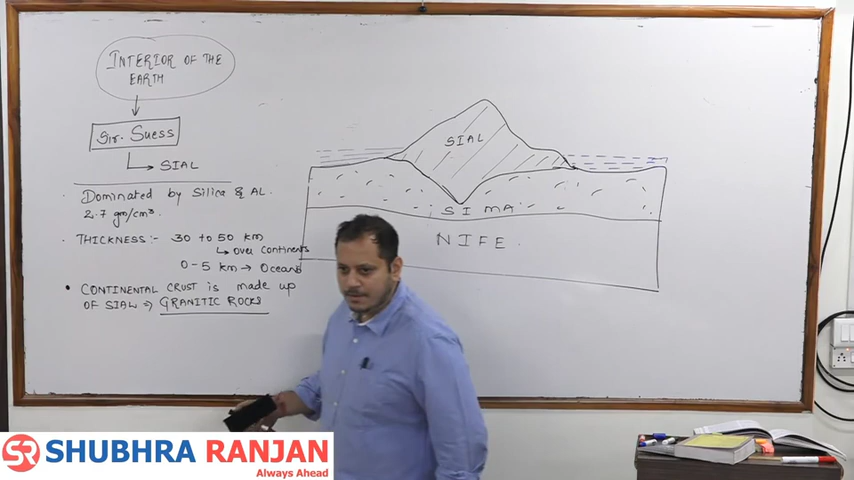 INTERIOR OF THE
EARTH
Sir. Suess
SIAL
Dominated by Silica & AL.
2.7 gm/cm³.
THICKNESS:- 30 to 50 km
Over Continents
0-5 km → Oceans
• CONTINENTAL CRUST is made up
OF SIAL ⇒ GRANITIC ROCKS
SIAL
SIMA
NIFE.
SR
SHUBHRA RANJAN
Always Ahead